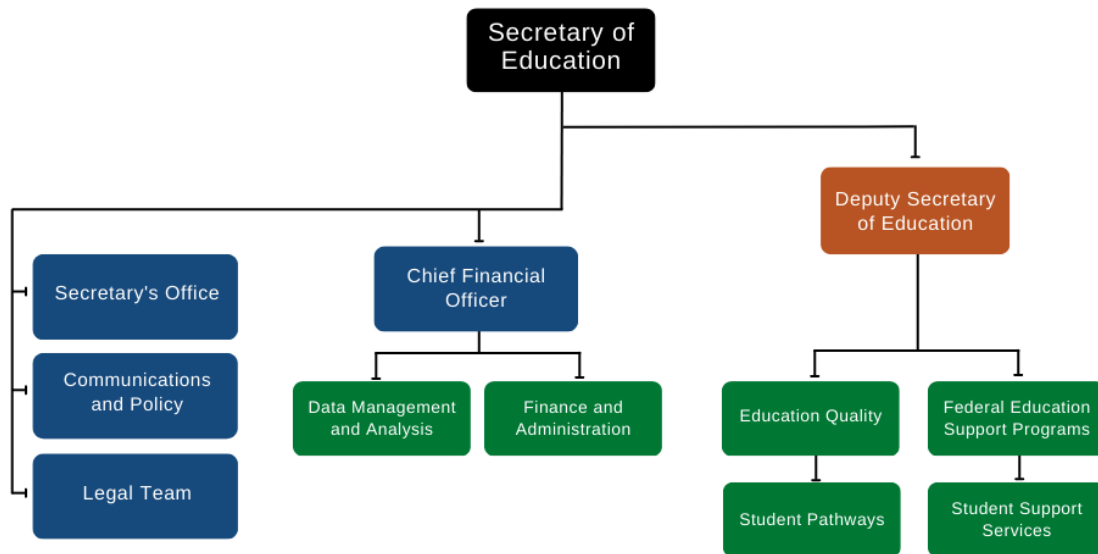 Secretary of
Education
Deputy Secretary
of Education
Secretary's Office
Chief Financial
Officer
Communications
and Policy
Legal Team
Data Management
and Analysis
Finance and
Administration
Education Quality
Federal Education
Support Programs
Student Pathways
Student Support
Services